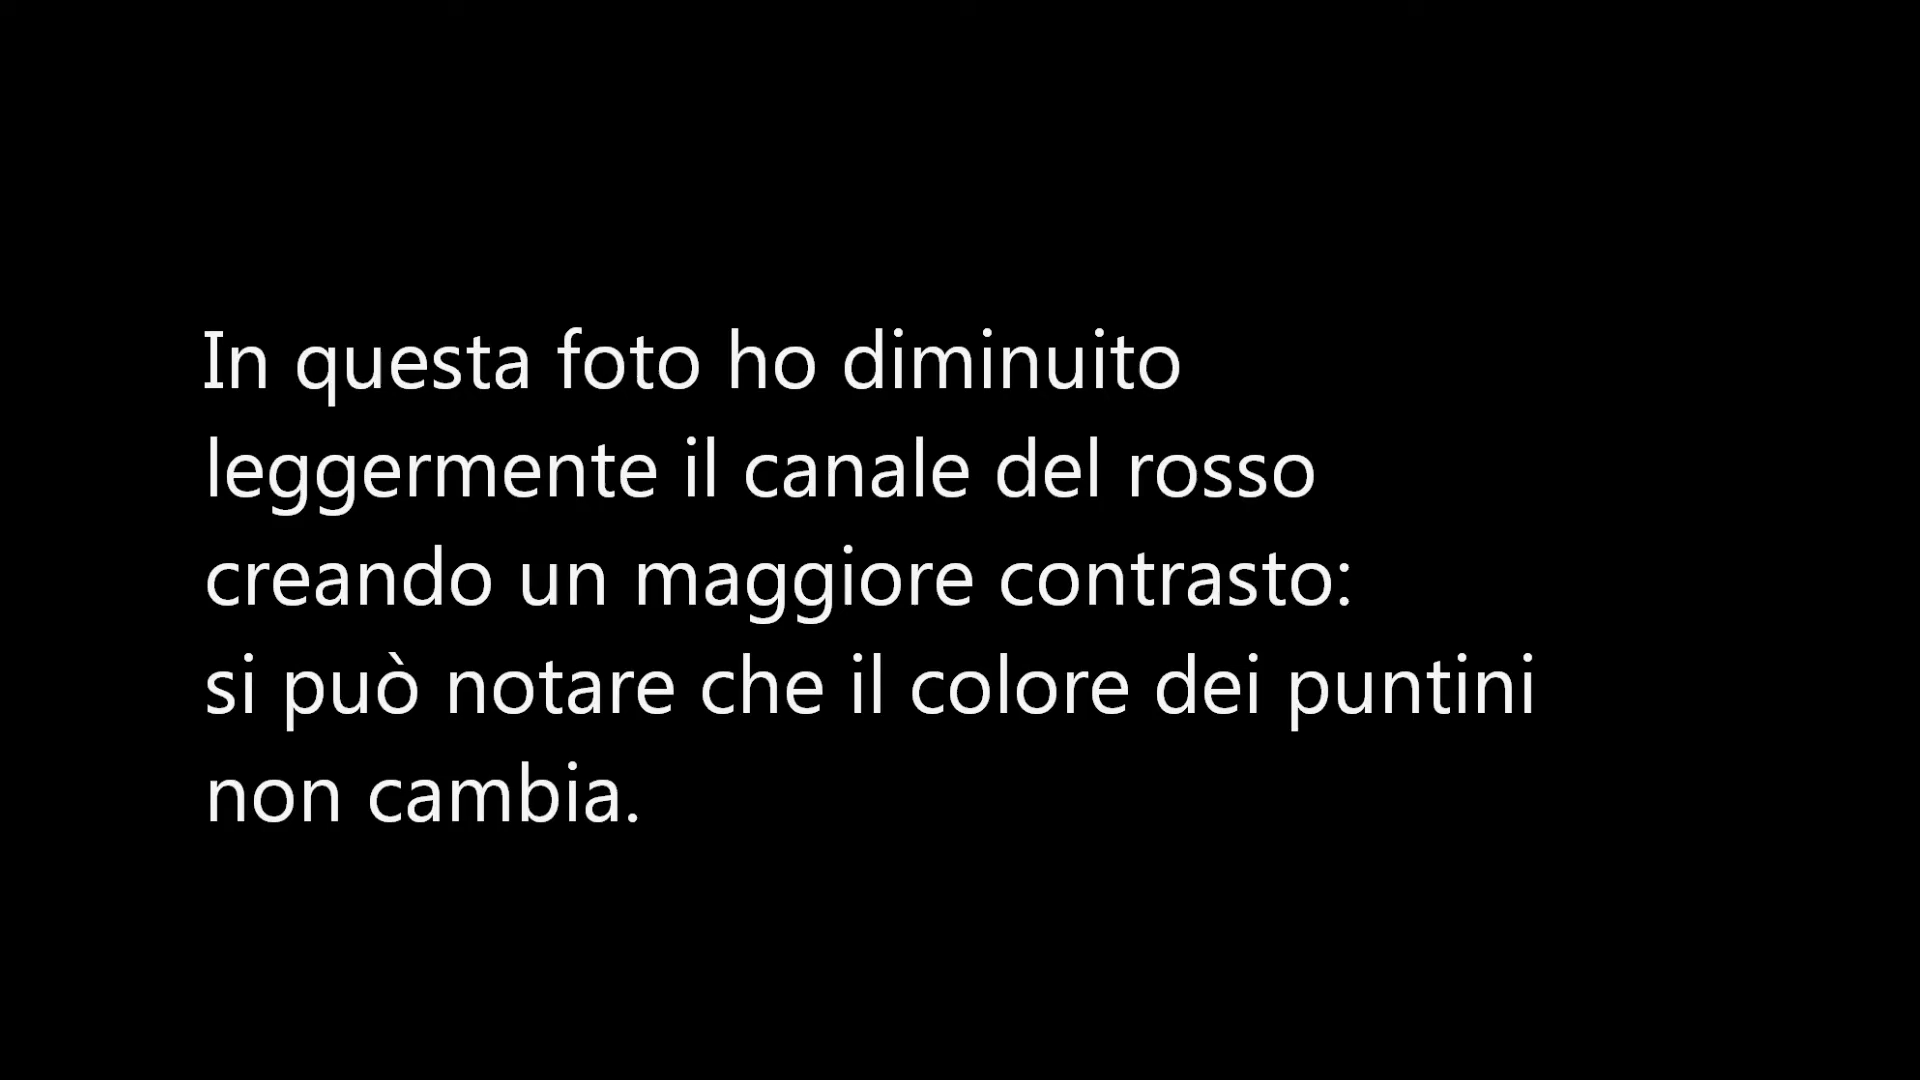 In questa foto ho diminuito
leggermente il canale del rosso
creando un maggiore contrasto:
si può notare che il colore dei puntini
non cambia.